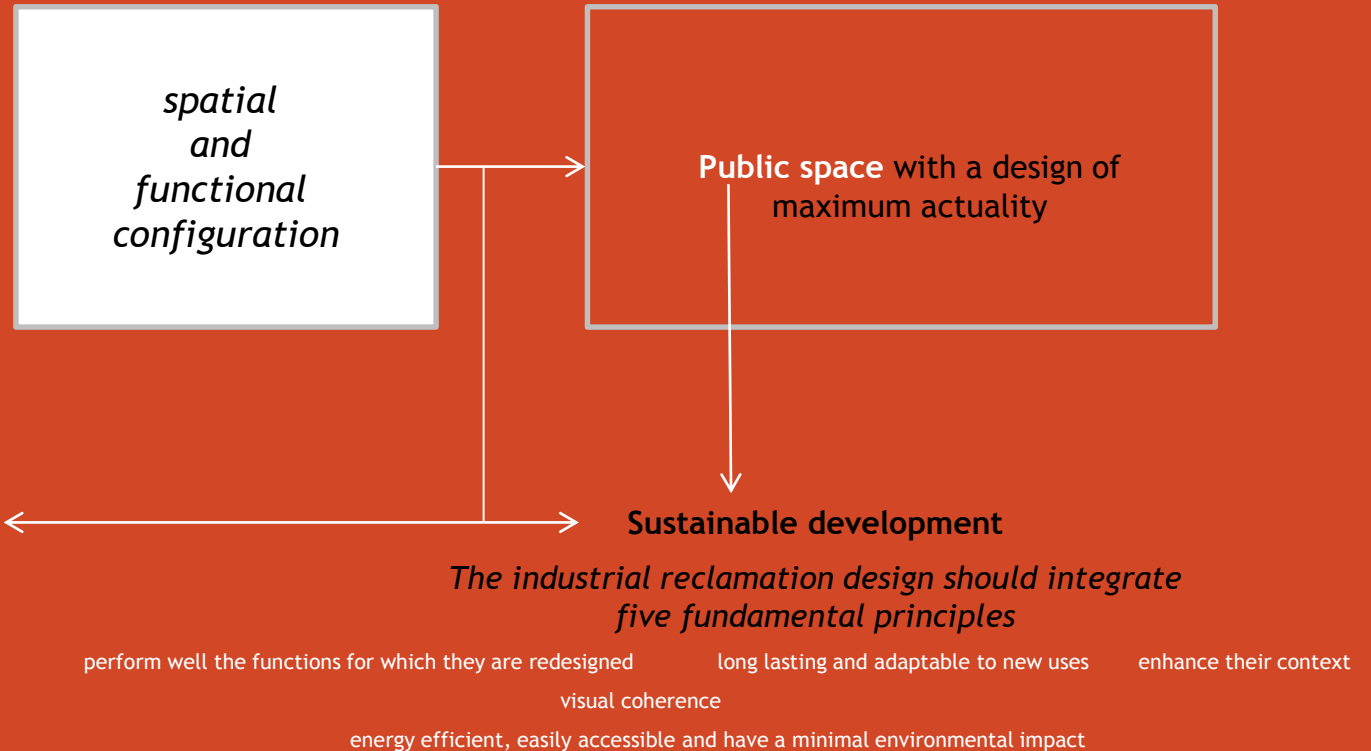 spatial
and
functional
configuration
Public space with a design of
maximum actuality
Sustainable development
The industrial reclamation design should integrate
five fundamental principles
perform well the functions for which they are redesigned long lasting and adaptable to new uses enhance their context
visual coherence
energy efficient, easily accessible and have a minimal environmental impact